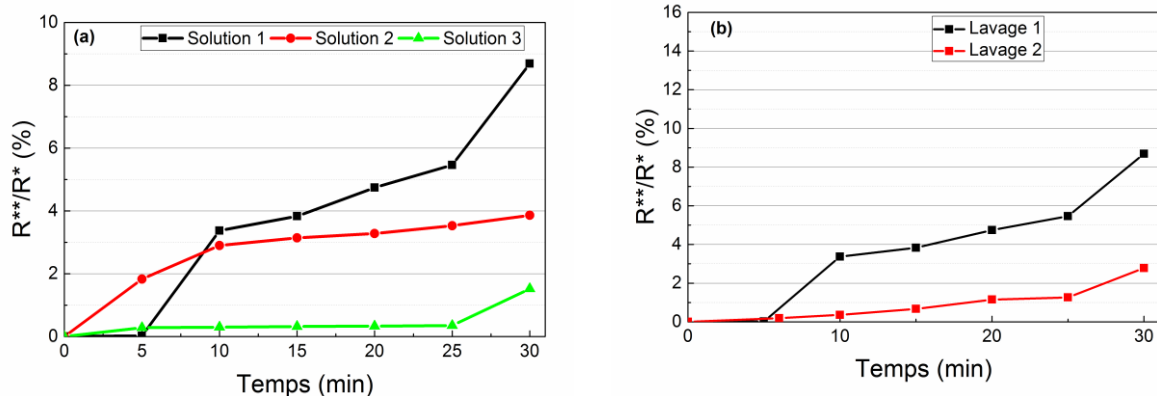 (a)
Solution 1 Solution 2 Solution 3
R**/R* (%)
10
8
6
4
2
0
0 5 10 15 20 25 30
Temps (min)
(b)
Lavage 1
Lavage 2
R**/R* (%)
16
14
12
10
8
6
4
2
0
0 10 20 30
Temps (min)